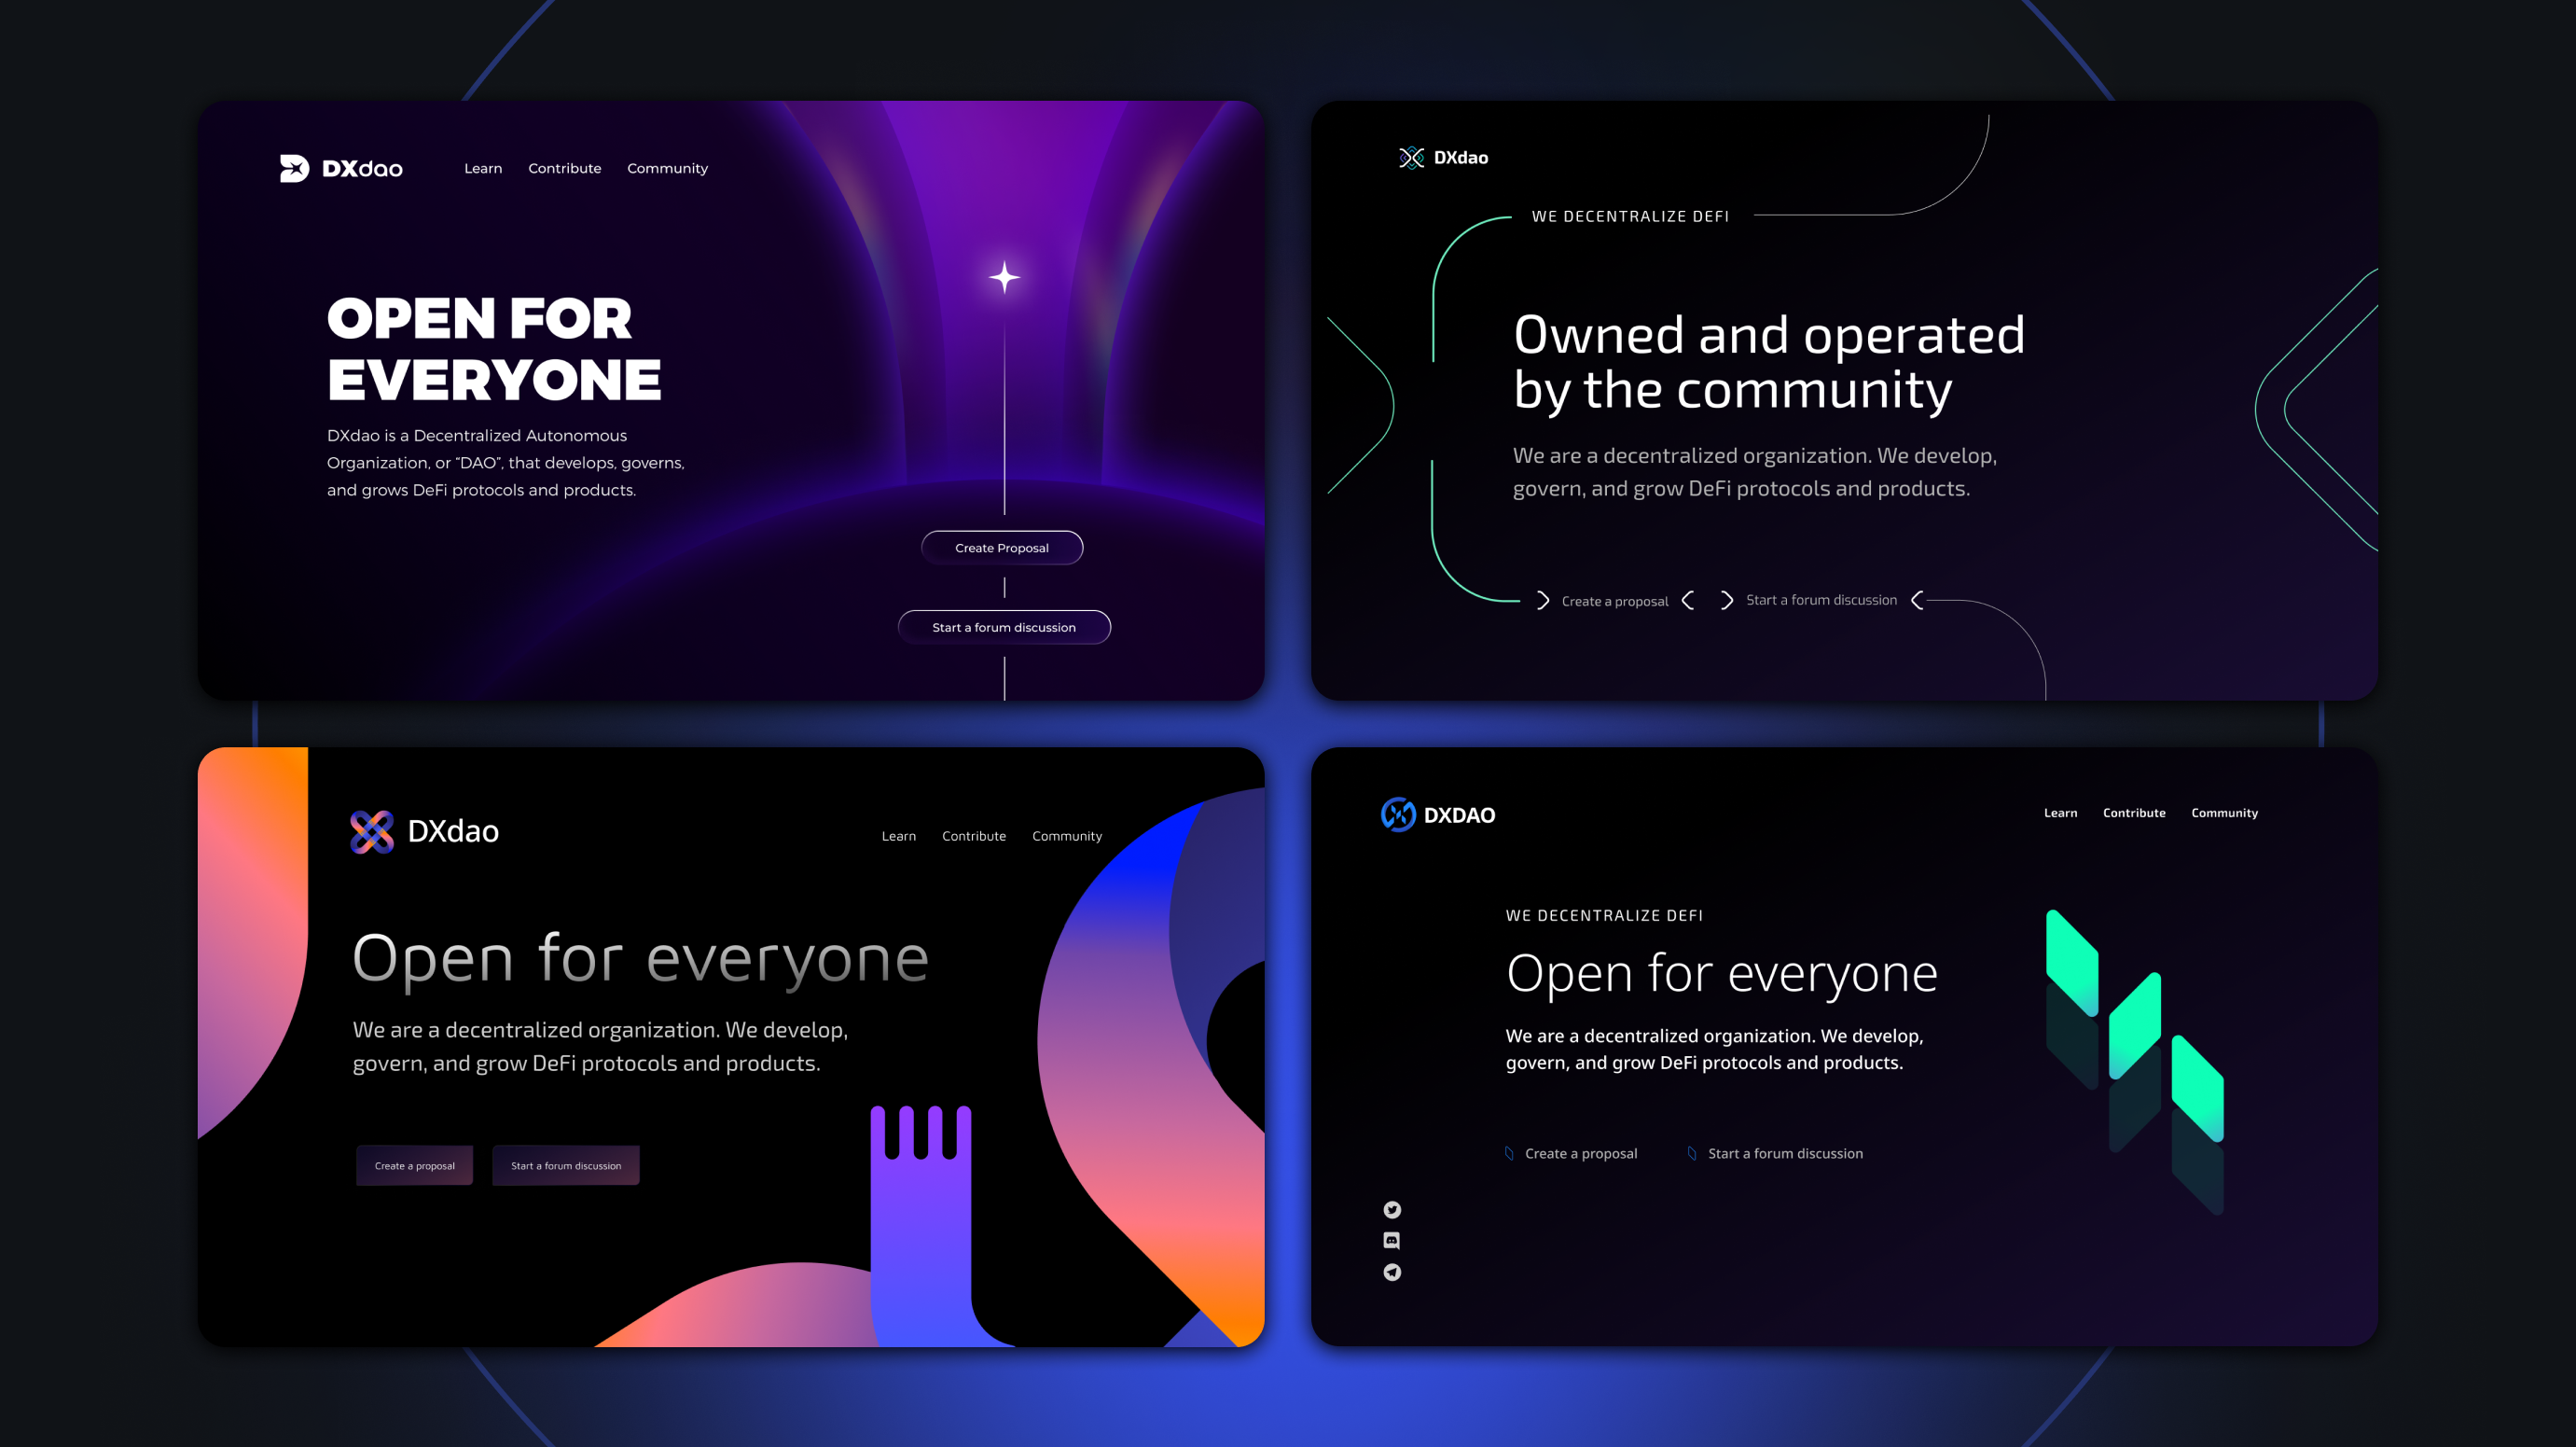 DXdao
Learn Contribute Community
OPEN FOR
EVERYONE
DXdao is a Decentralized Autonomous
Organization, or “DAO”, that develops, governs,
and grows DeFi protocols and products.
Create Proposal
Start a forum discussion
DXdao
WE DECENTRALIZE DEFI
Owned and operated
by the community
We are a decentralized organization. We develop,
govern, and grow DeFi protocols and products.
Create a proposal
Start a forum discussion
DXdao
Learn Contribute Community
Open for everyone
We are a decentralized organization. We develop,
govern, and grow DeFi protocols and products.
Create a proposal
Start a forum discussion
DXDAO
Learn Contribute Community
WE DECENTRALIZE DEFI
Open for everyone
We are a decentralized organization. We develop,
govern, and grow DeFi protocols and products.
Create a proposal
Start a forum discussion